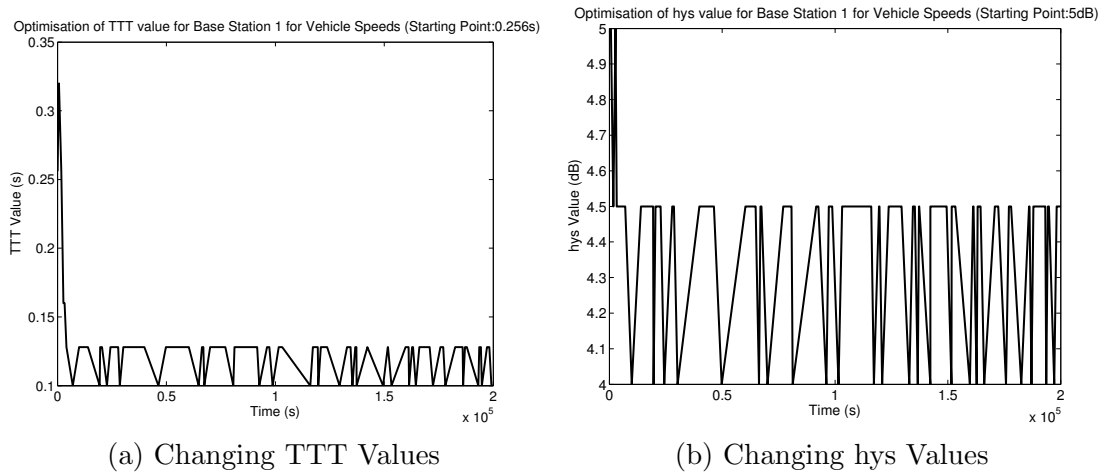 Optimisation of TTT value for Base Station 1 for Vehicle Speeds (Starting Point:0.256s)
0.35
0.3
0.25
0.2
0.15
0.1
TTT Value (s)
0
0.5
1
1.5
2
Time (s)
x 10^5
(a) Changing TTT Values
Optimisation of hys value for Base Station 1 for Vehicle Speeds (Starting Point:5dB)
5
4.9
4.8
4.7
4.6
4.5
4.4
4.3
4.2
4.1
4
hys Value (dB)
0
0.5
1
1.5
2
Time (s)
x 10^5
(b) Changing hys Values